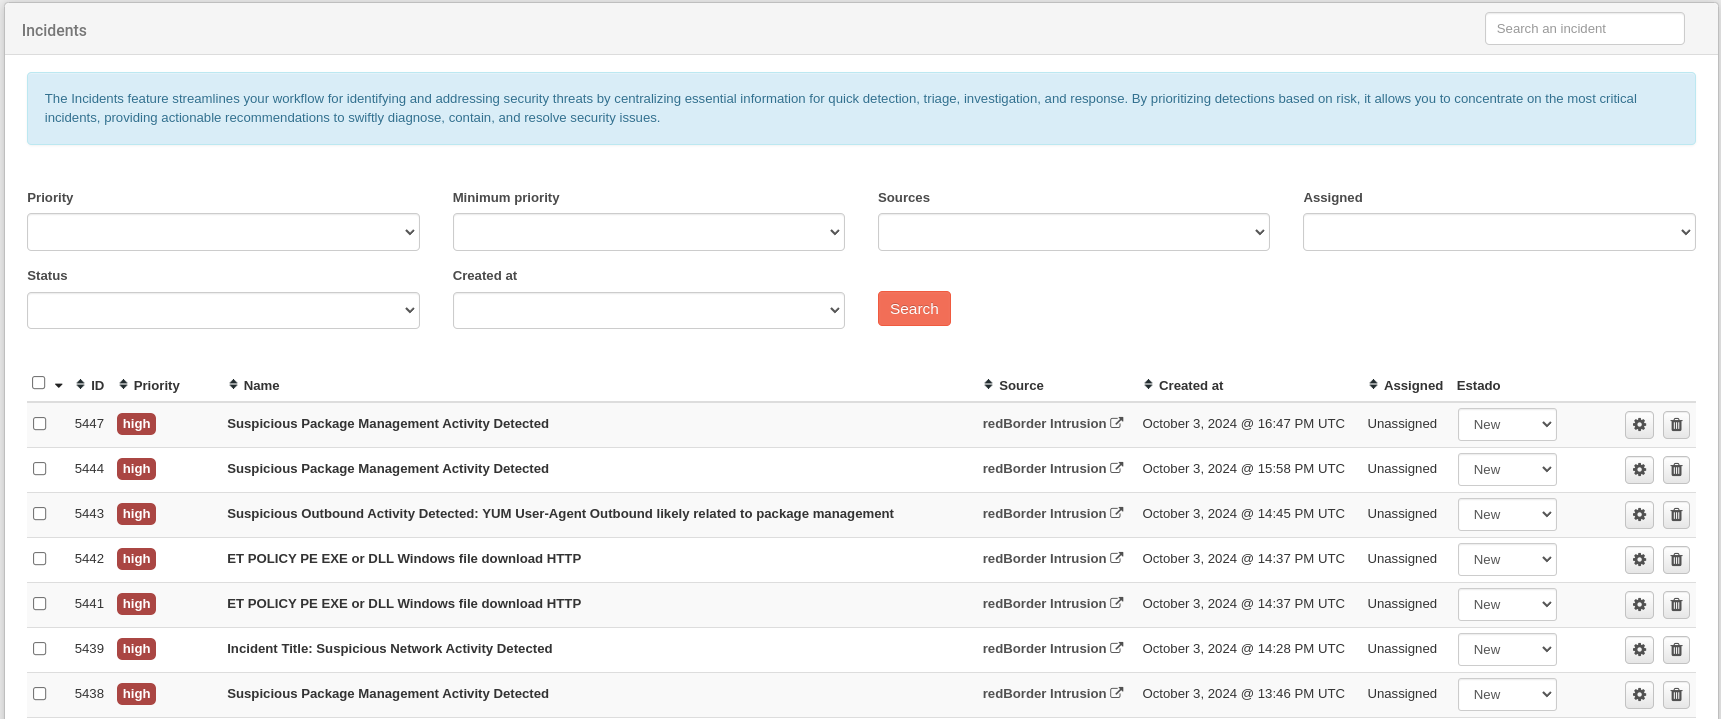 Incidents
Search an incident
The Incidents feature streamlines your workflow for identifying and addressing security threats by centralizing essential information for quick detection, triage, investigation, and response. By prioritizing detections based on risk, it allows you to concentrate on the most critical
incidents, providing actionable recommendations to swiftly diagnose, contain, and resolve security issues.
Priority Minimum priority Sources Assigned
Status Created at
Search
ID Priority Name Source Created at Assigned Estado
5447 high Suspicious Package Management Activity Detected redBorder Intrusion October 3, 2024 @ 16:47 PM UTC Unassigned New
5444 high Suspicious Package Management Activity Detected redBorder Intrusion October 3, 2024 @ 15:58 PM UTC Unassigned New
5443 high Suspicious Outbound Activity Detected: YUM User-Agent Outbound likely related to package management redBorder Intrusion October 3, 2024 @ 14:45 PM UTC Unassigned New
5442 high ET POLICY PE EXE or DLL Windows file download HTTP redBorder Intrusion October 3, 2024 @ 14:37 PM UTC Unassigned New
5441 high ET POLICY PE EXE or DLL Windows file download HTTP redBorder Intrusion October 3, 2024 @ 14:37 PM UTC Unassigned New
5439 high Incident Title: Suspicious Network Activity Detected redBorder Intrusion October 3, 2024 @ 14:28 PM UTC Unassigned New
5438 high Suspicious Package Management Activity Detected redBorder Intrusion October 3, 2024 @ 13:46 PM UTC Unassigned New